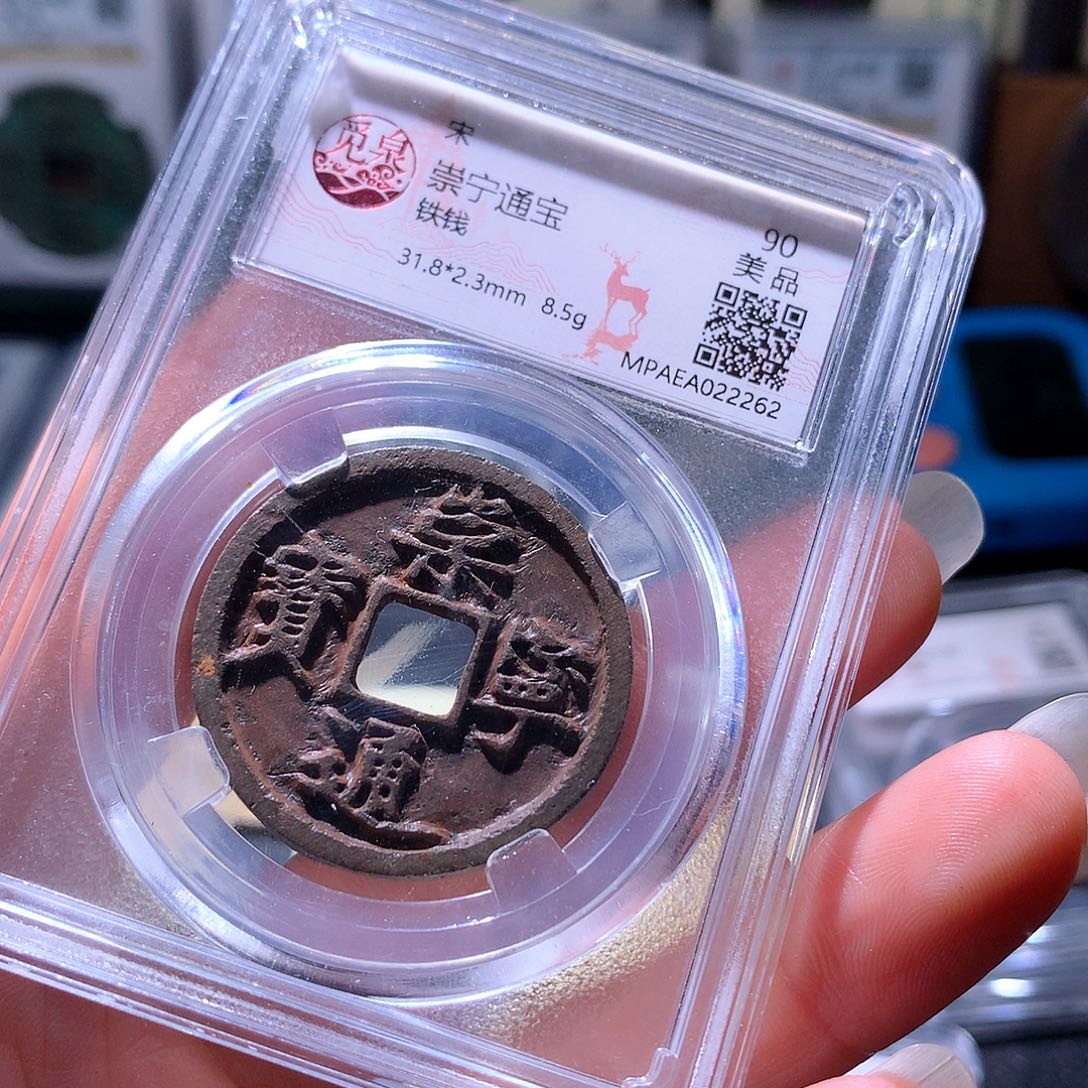 觅泉
宋
崇宁通宝
铁钱
31.8*2.3mm 8.5g
90
美品
MPAEA022262
崇寧通寳